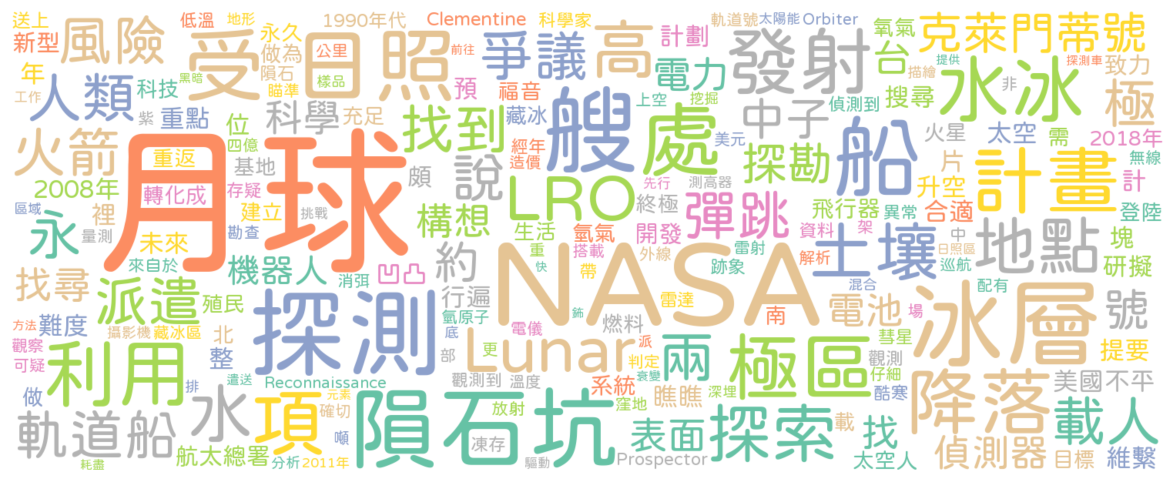 送上 低溫 地形 1990年代 Clementine 科學家 軌道號 太陽能 Orbiter 氧氣 克萊門蒂號
新型 風險 永久 公里 爭議 高 計劃 發射 台
年 做為 受日照 電力 描繪 非 提供 探測車
工作 人類 科技 黑暗 隕石 樣品 前往 預 福音 上空 偵測到 搜尋 水冰 致力
紫 重點 瞄準 找到 藏冰 艘 處 挖掘 中子 船 極
火箭 位 科學 充足 經年 美元 探勘 火星 太空 需 2018年
重返 四億 基地 月球 造價 說 片 計畫 無線
2008年 轉化成 存疑 頗 LRO 先行 測高器 升空 計
區域 永 裡 建立 挑戰 構想 生活 終極 彈跳 飛行器 異常 合適 登陸
量測 未來 勘查 凹凸 約 氫氣 開發 資料 架 土壤 中 地點 塊
來自於 機器人 消弭 重 搭載 外線 雷射 解析 日照區 研擬
找尋 派遣 殖民 行遍 快 帶 跡象 巡航 配有
方法 難度 攝影機 藏冰區 北 探測 氫原子 NASA 雷達 混合 冰層 號
觀察 底 電儀 鈽 燃料 南 電池 場 彗星
可疑 利用 整 部 更 unar 派 判定 兩 極區 觀測 提要
做 排 遣送 Reconnaissance 觀測到 溫度 系統 衰變 深埋 仔細 美國不平
軌道船 水 項 元素 隕石坑 放射 窪地 瞧瞧 酷寒 降落 載人
確切 噸 表面 探索 載 找
航太總署 分析 凍存 太空人 偵測器 目標 維繫
耗盡 2011年 驅動 Prospector